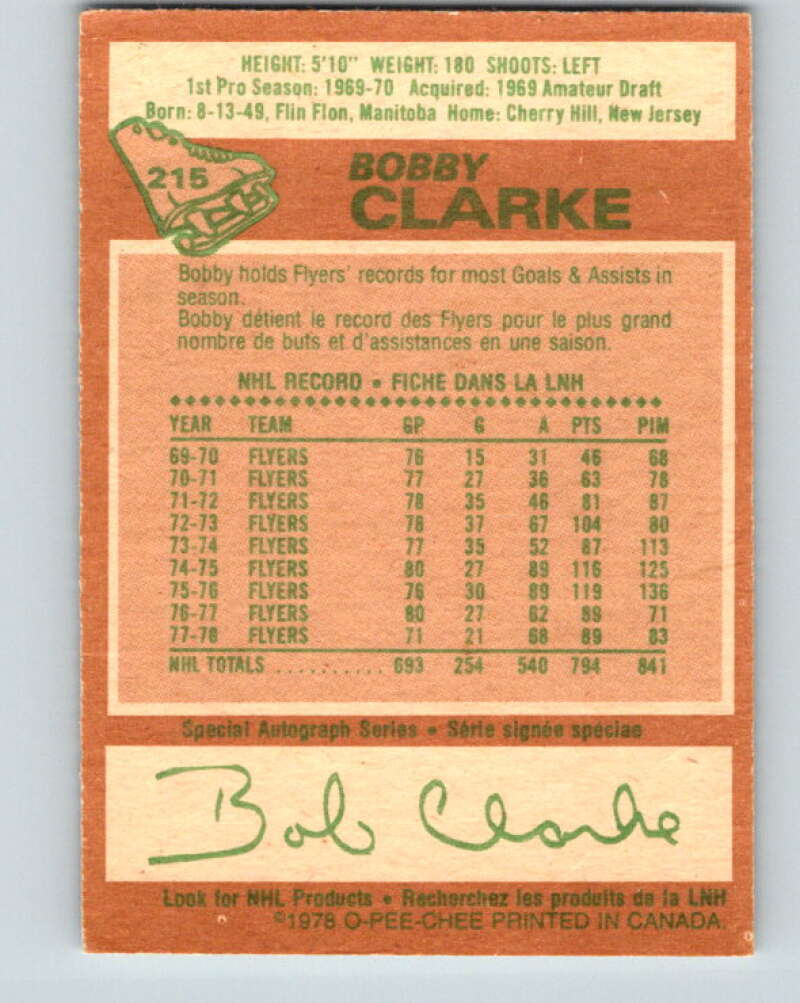 HEIGHT: 5'10" WEIGHT: 180 SHOOTS: LEFT
1st Pro Season: 1969-70 Acquired: 1969 Amateur Draft
Born: 8-13-49, Flin Flon, Manitoba Home: Cherry Hill, New Jersey
215
BOBBY
CLARKE
Bobby holds Flyers' records for most Goals & Assists in
season.
Bobby détient le record des Flyers pour le plus grand
nombre de buts et d'assistances en une saison.
NHL RECORD • FICHE DANS LA LNH
YEAR TEAM GP G A PTS PIM
69-70 FLYERS 76 15 31 46 68
70-71 FLYERS 77 27 36 63 78
71-72 FLYERS 78 35 46 81 87
72-73 FLYERS 78 37 67 104 80
73-74 FLYERS 77 35 52 87 113
74-75 FLYERS 80 27 89 116 125
75-76 FLYERS 76 30 89 119 136
76-77 FLYERS 80 27 62 89 71
77-78 FLYERS 71 21 68 89 83
NHL TOTALS .......... 693 254 540 794 841
Special Autograph Series • Série signée spéciae
Bob Clarke
Look for NHL Products • Recherchez les produits de la LNH
©1978 O-PEE-CHEE PRINTED IN CANADA.